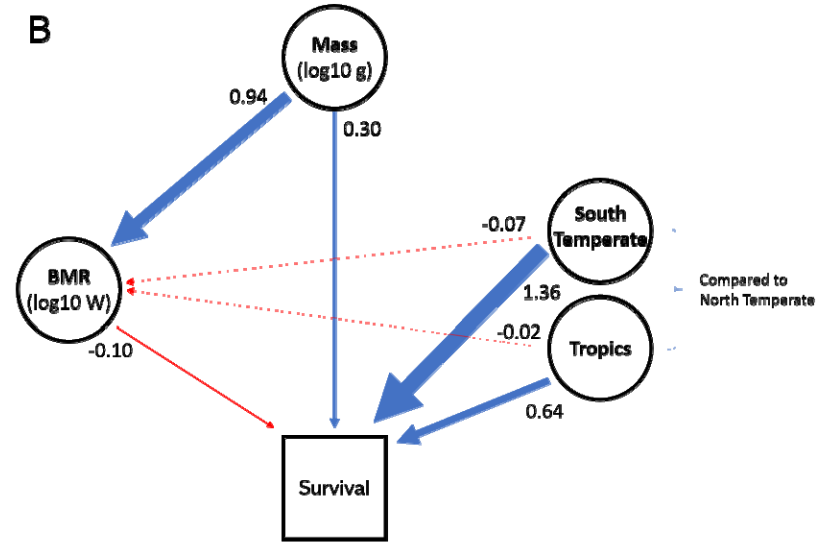 B
Mass
(log10 g)
0.94
0.30
South
Temperate
-0.07
BMR
(log10 W)
1.36
Compared to
North Temperate
-0.02
Tropics
-0.10
0.64
Survival